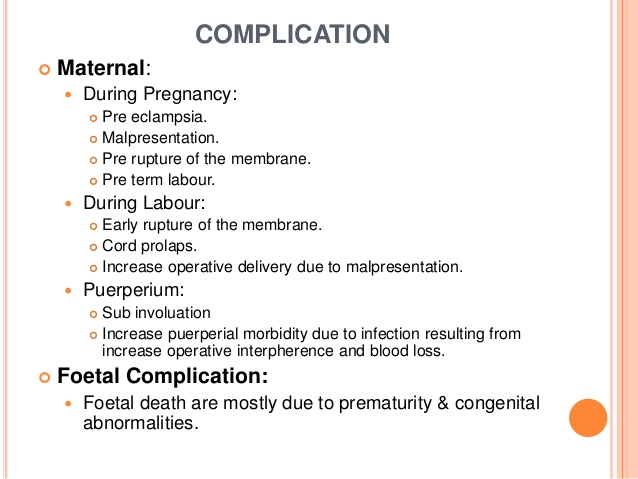 COMPLICATION
Maternal:
During Pregnancy:
Pre eclampsia.
Malpresentation.
Pre rupture of the membrane.
Pre term labour.
During Labour:
Early rupture of the membrane.
Cord prolaps.
Increase operative delivery due to malpresentation.
Puerperium:
Sub involuation
Increase puerperial morbidity due to infection resulting from
increase operative interpherence and blood loss.
Foetal Complication:
Foetal death are mostly due to prematurity & congenital
abnormalities.